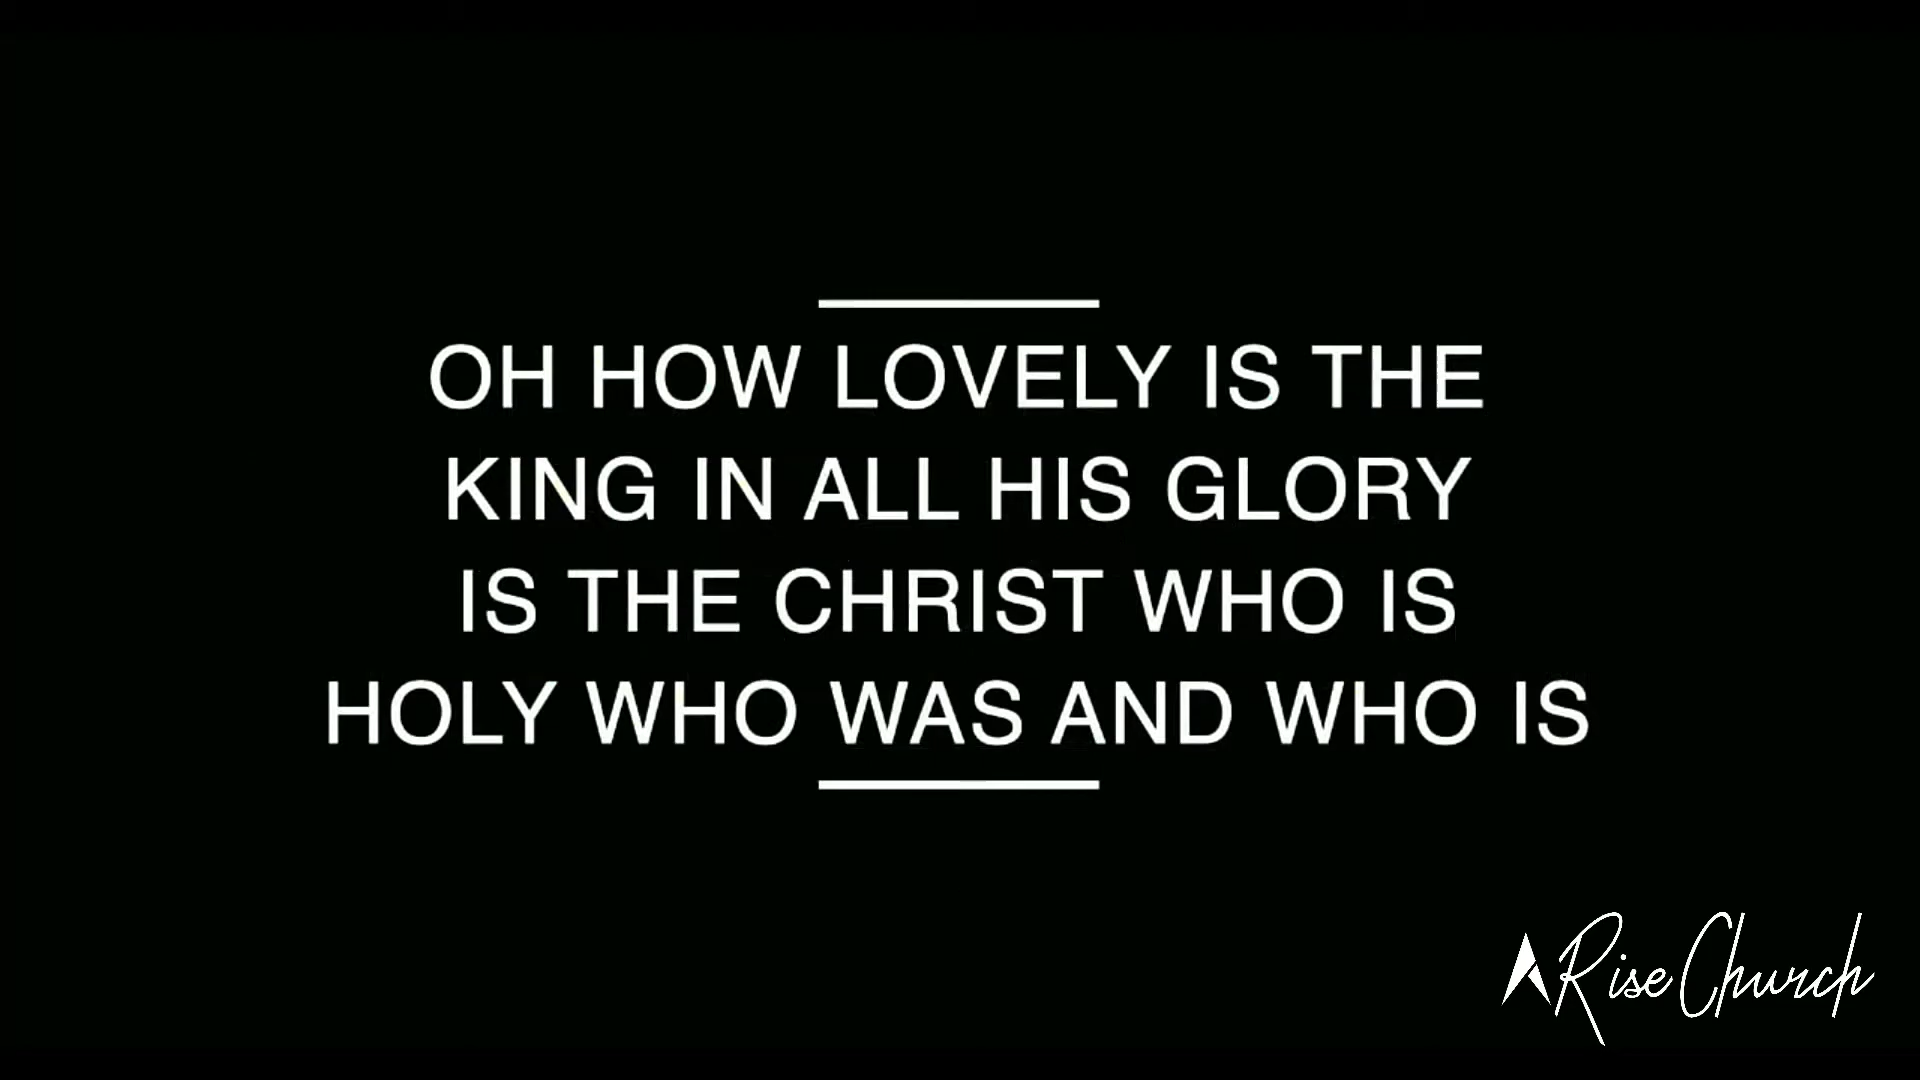 OH HOW LOVELY IS THE
KING IN ALL HIS GLORY
IS THE CHRIST WHO IS
HOLY WHO WAS AND WHO IS
ARise Church